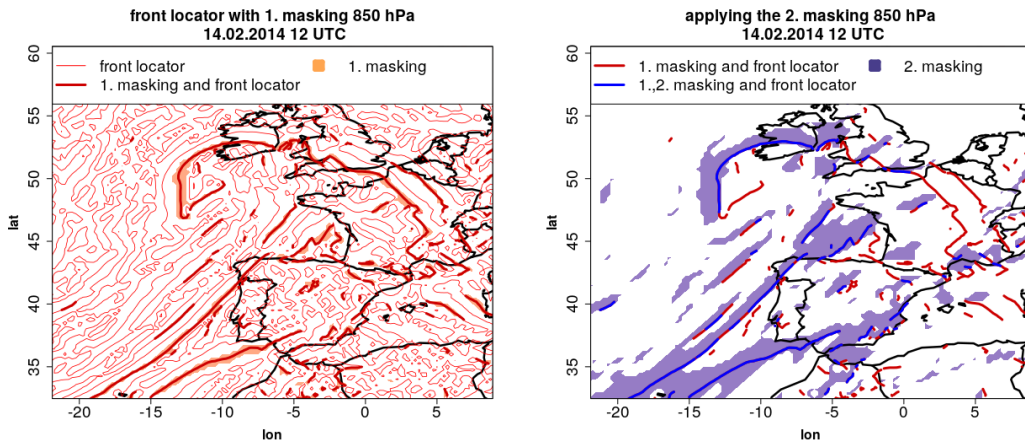 front locator with 1. masking 850 hPa
14.02.2014 12 UTC
front locator
1. masking
1. masking and front locator
60
55
50
45
40
35
lat
-20
-15
-10
-5
0
5
lon
applying the 2. masking 850 hPa
14.02.2014 12 UTC
1. masking and front locator
2. masking
1.,2. masking and front locator
60
55
50
45
40
35
lat
-20
-15
-10
-5
0
5
lon